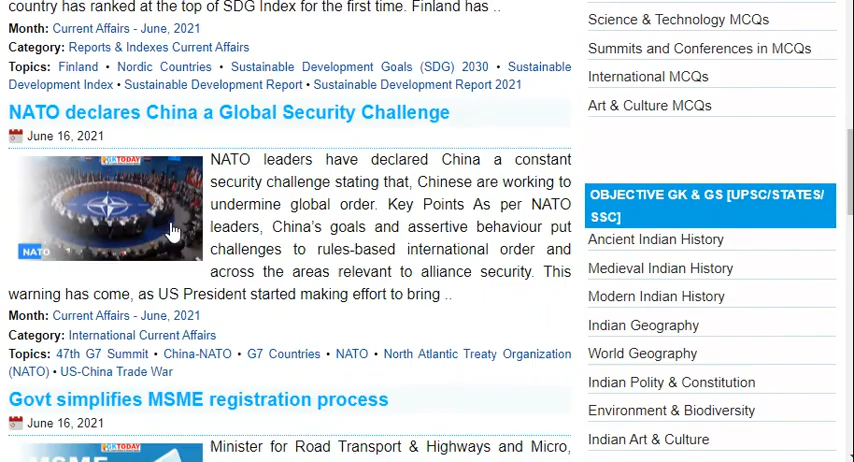 country has ranked at the top of SDG Index for the first time. Finland has ..
Month: Current Affairs - June, 2021
Category: Reports & Indexes Current Affairs
Topics: Finland • Nordic Countries • Sustainable Development Goals (SDG) 2030 • Sustainable
Development Index • Sustainable Development Report • Sustainable Development Report 2021
NATO declares China a Global Security Challenge
June 16, 2021
GKTODAY
NATO
NATO leaders have declared China a constant
security challenge stating that, Chinese are working to
undermine global order. Key Points As per NATO
leaders, China’s goals and assertive behaviour put
challenges to rules-based international order and
across the areas relevant to alliance security. This
warning has come, as US President started making effort to bring ..
Month: Current Affairs - June, 2021
Category: International Current Affairs
Topics: 47th G7 Summit • China-NATO • G7 Countries • NATO • North Atlantic Treaty Organization
(NATO) • US-China Trade War
Govt simplifies MSME registration process
June 16, 2021
GKTODAY
MSME
Minister for Road Transport & Highways and Micro,
Science & Technology MCQs
Summits and Conferences in MCQs
International MCQs
Art & Culture MCQs
OBJECTIVE GK & GS [UPSC/STATES/
SSC]
Ancient Indian History
Medieval Indian History
Modern Indian History
Indian Geography
World Geography
Indian Polity & Constitution
Environment & Biodiversity
Indian Art & Culture